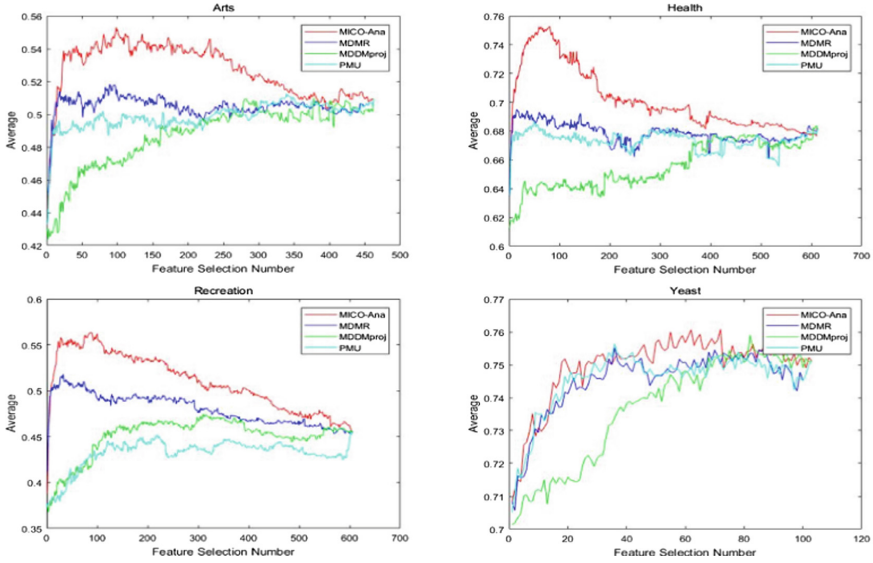 Arts
0.56
0.54
0.52
0.5
0.48
0.46
0.44
0.42
Average
MICO-Ana
MDMR
MDDMproj
PMU
0 50 100 150 200 250 300 350 400 450 500
Feature Selection Number
Health
0.76
0.74
0.72
0.7
0.68
0.66
0.64
0.62
0.6
Average
MICO-Ana
MDMR
MDDMproj
PMU
0 100 200 300 400 500 600 700
Feature Selection Number
Recreation
0.6
0.55
0.5
0.45
0.4
0.35
Average
MICO-Ana
MDMR
MDDMproj
PMU
0 100 200 300 400 500 600 700
Feature Selection Number
Yeast
0.77
0.76
0.75
0.74
0.73
0.72
0.71
0.7
Average
MICO-Ana
MDMR
MDDMproj
PMU
0 20 40 60 80 100 120
Feature Selection Number